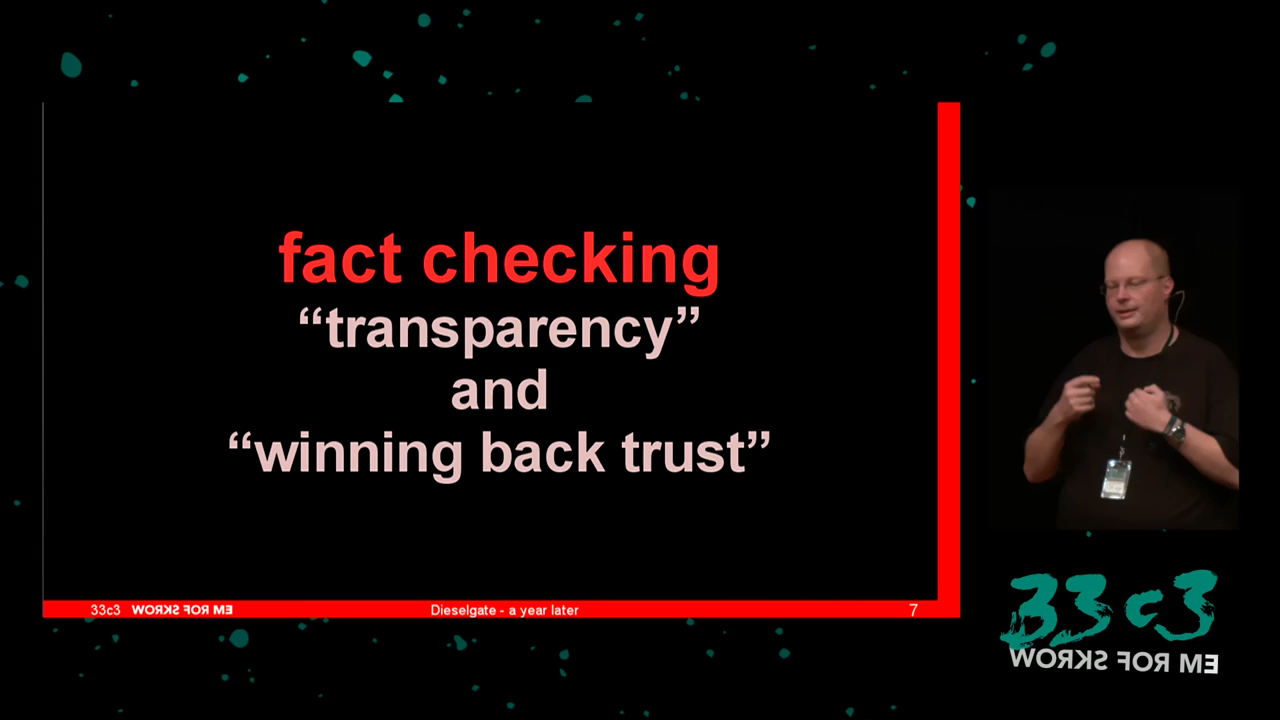 fact checking
“transparency”
and
“winning back trust”
33c3 WORKS FOR ME
Dieselgate - a year later
7
33c3
WORKS FOR ME